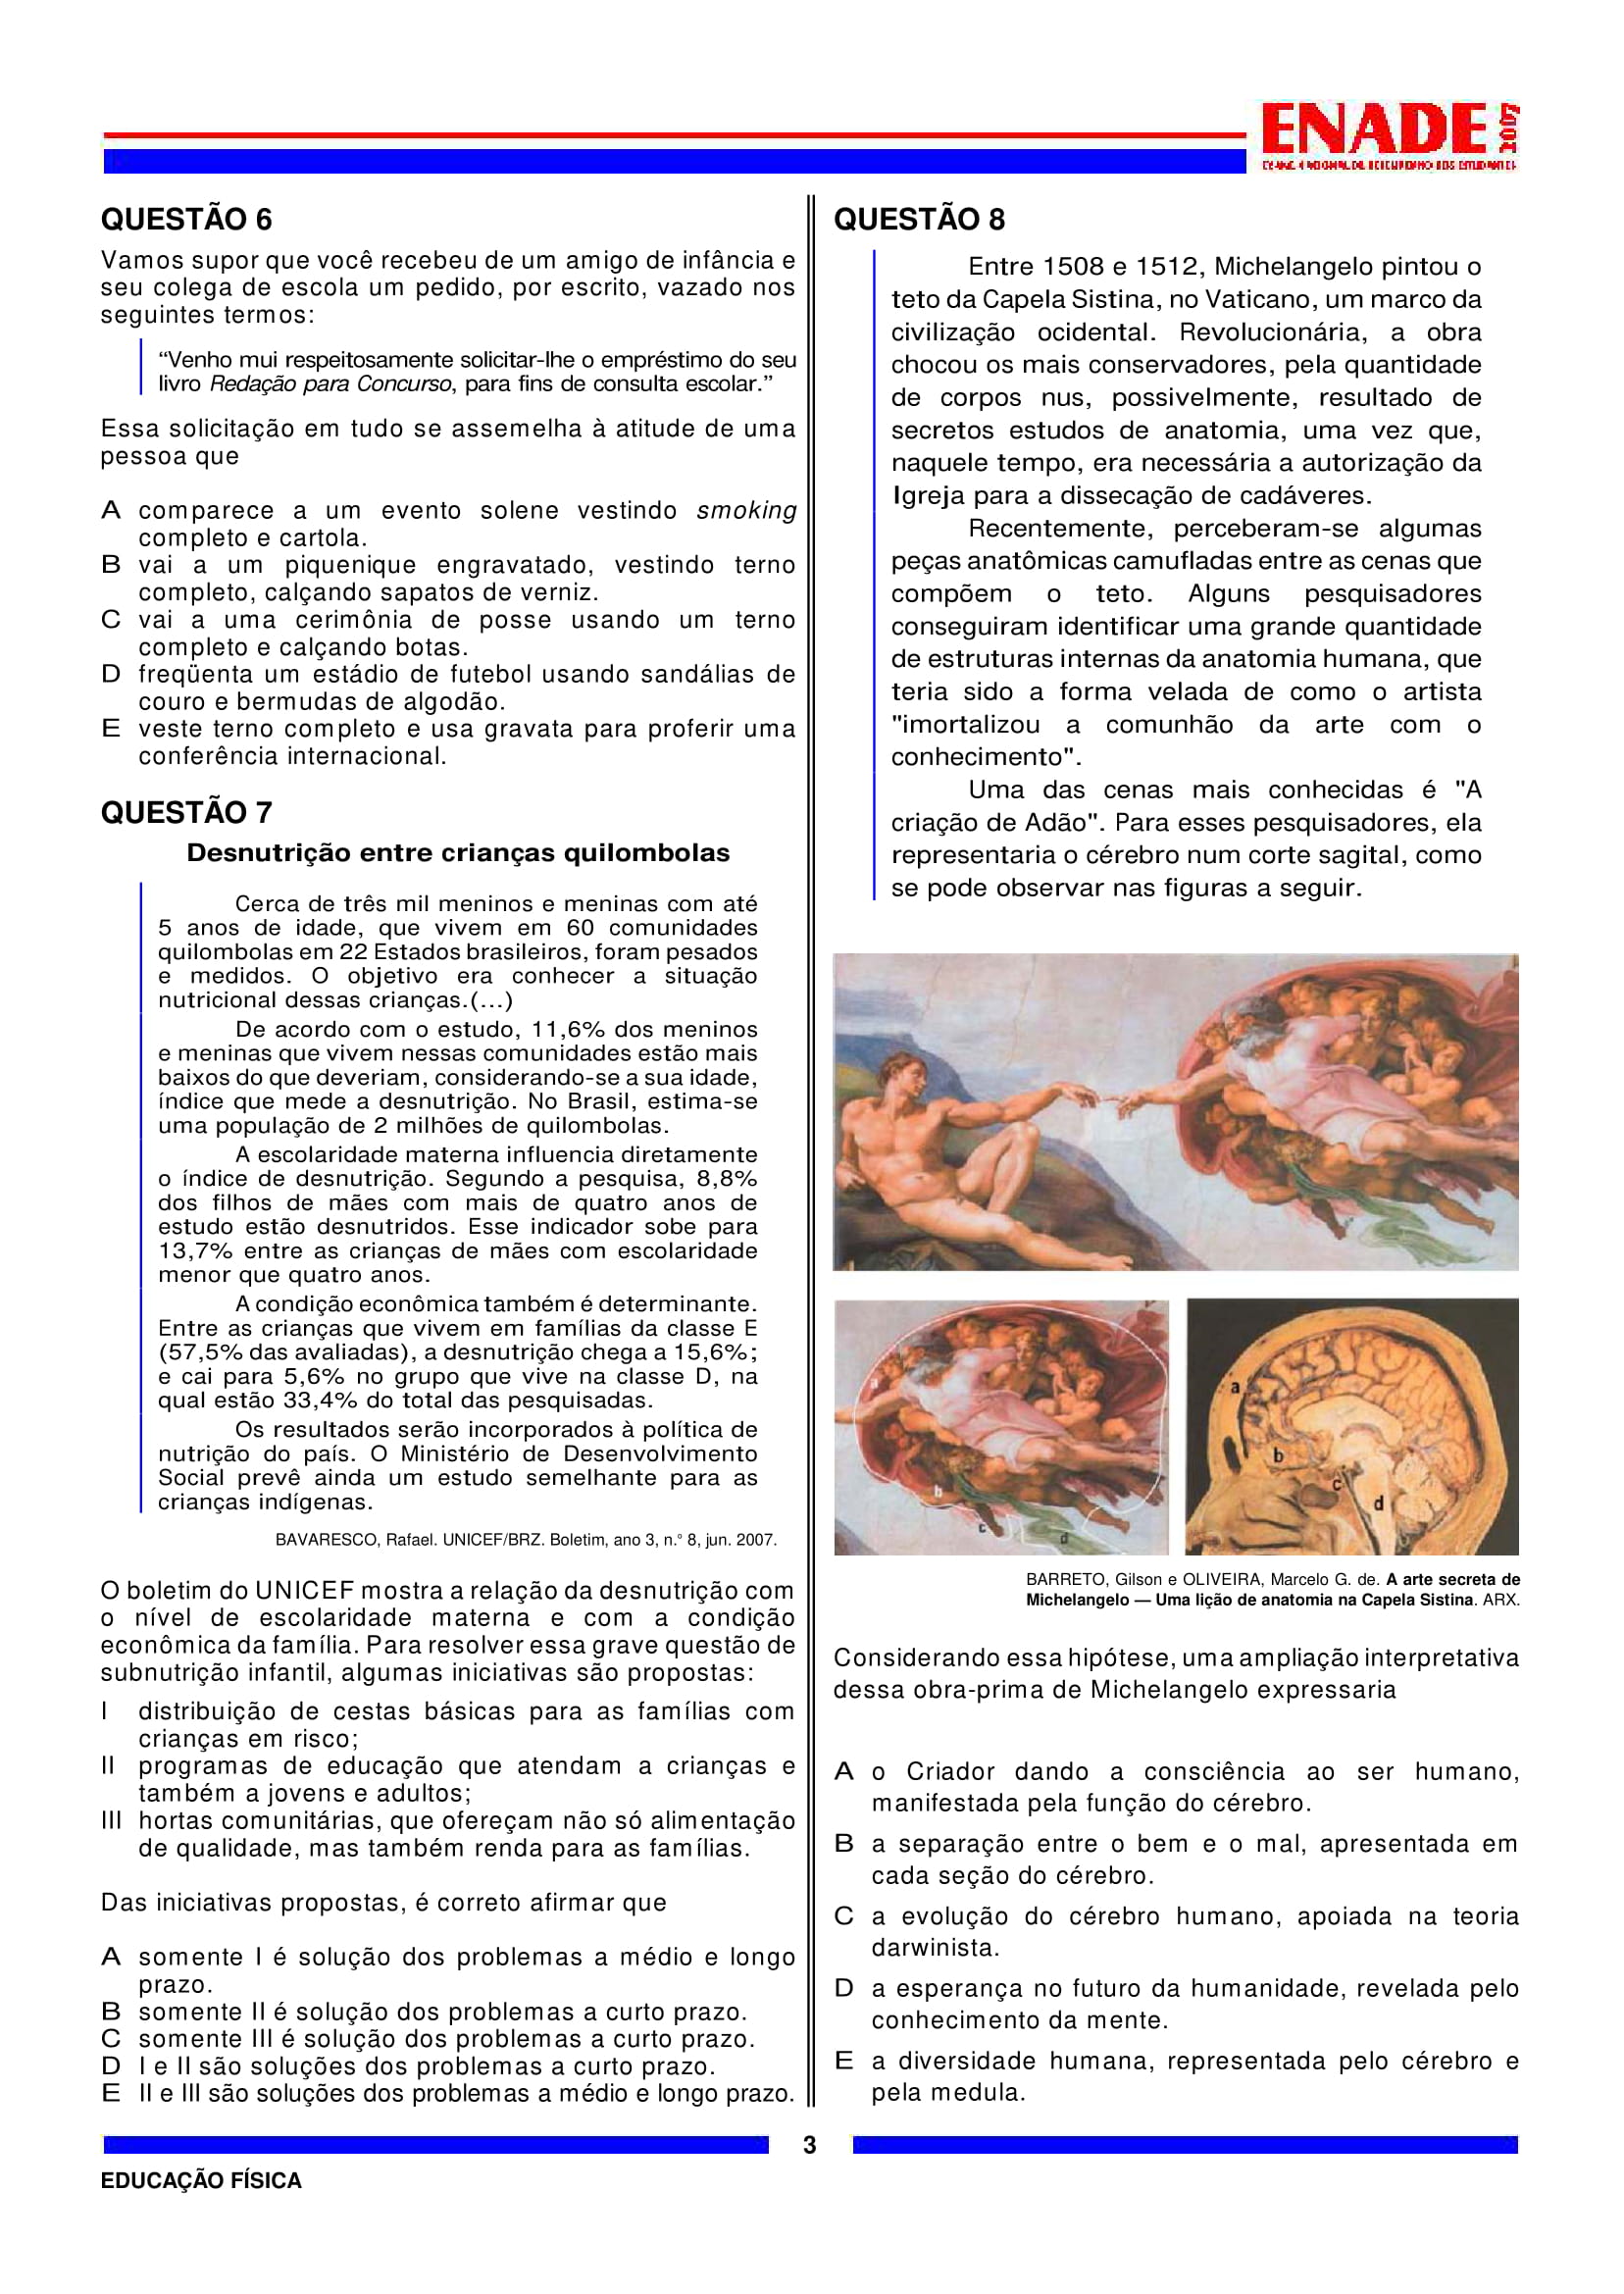 ENADE 2007
QUESTÃO 6
Vamos supor que você recebeu de um amigo de infância e
seu colega de escola um pedido, por escrito, vazado nos
seguintes termos:
“Venho mui respeitosamente solicitar-lhe o empréstimo do seu
livro Redação para Concurso, para fins de consulta escolar.”
Essa solicitação em tudo se assemelha à atitude de uma
pessoa que
A comparece a um evento solene vestindo smoking
completo e cartola.
B vai a um piquenique engravatado, vestindo terno
completo, calçando sapatos de verniz.
C vai a uma cerimônia de posse usando um terno
completo e calçando botas.
D freqüenta um estádio de futebol usando sandálias de
couro e bermudas de algodão.
E veste terno completo e usa gravata para proferir uma
conferência internacional.
QUESTÃO 7
Desnutrição entre crianças quilombolas
Cerca de três mil meninos e meninas com até
5 anos de idade, que vivem em 60 comunidades
quilombolas em 22 Estados brasileiros, foram pesados
e medidos. O objetivo era conhecer a situação
nutricional dessas crianças.(...)
De acordo com o estudo, 11,6% dos meninos
e meninas que vivem nessas comunidades estão mais
baixos do que deveriam, considerando-se a sua idade,
índice que mede a desnutrição. No Brasil, estima-se
uma população de 2 milhões de quilombolas.
A escolaridade materna influencia diretamente
o índice de desnutrição. Segundo a pesquisa, 8,8%
dos filhos de mães com mais de quatro anos de
estudo estão desnutridos. Esse indicador sobe para
13,7% entre as crianças de mães com escolaridade
menor que quatro anos.
A condição econômica também é determinante.
Entre as crianças que vivem em famílias da classe E
(57,5% das avaliadas), a desnutrição chega a 15,6%;
e cai para 5,6% no grupo que vive na classe D, na
qual estão 33,4% do total das pesquisadas.
Os resultados serão incorporados à política de
nutrição do país. O Ministério de Desenvolvimento
Social prevê ainda um estudo semelhante para as
crianças indígenas.
BAVARESCO, Rafael. UNICEF/BRZ. Boletim, ano 3, n.º 8, jun. 2007.
O boletim do UNICEF mostra a relação da desnutrição com
o nível de escolaridade materna e com a condição
econômica da família. Para resolver essa grave questão de
subnutrição infantil, algumas iniciativas são propostas:
I distribuição de cestas básicas para as famílias com
crianças em risco;
II programas de educação que atendam a crianças e
também a jovens e adultos;
III hortas comunitárias, que ofereçam não só alimentação
de qualidade, mas também renda para as famílias.
Das iniciativas propostas, é correto afirmar que
A somente I é solução dos problemas a médio e longo
prazo.
B somente II é solução dos problemas a curto prazo.
C somente III é solução dos problemas a curto prazo.
D I e II são soluções dos problemas a curto prazo.
E II e III são soluções dos problemas a médio e longo prazo.
QUESTÃO 8
Entre 1508 e 1512, Michelangelo pintou o
teto da Capela Sistina, no Vaticano, um marco da
civilização ocidental. Revolucionária, a obra
chocou os mais conservadores, pela quantidade
de corpos nus, possivelmente, resultado de
secretos estudos de anatomia, uma vez que,
naquele tempo, era necessária a autorização da
Igreja para a dissecação de cadáveres.
Recentemente, perceberam-se algumas
peças anatômicas camufladas entre as cenas que
compõem o teto. Alguns pesquisadores
conseguiram identificar uma grande quantidade
de estruturas internas da anatomia humana, que
teria sido a forma velada de como o artista
"imortalizou a comunhão da arte com o
conhecimento".
Uma das cenas mais conhecidas é "A
criação de Adão". Para esses pesquisadores, ela
representaria o cérebro num corte sagital, como
se pode observar nas figuras a seguir.
a
b
c
d
a
b
c
d
BARRETO, Gilson e OLIVEIRA, Marcelo G. de. A arte secreta de
Michelangelo — Uma lição de anatomia na Capela Sistina. ARX.
Considerando essa hipótese, uma ampliação interpretativa
dessa obra-prima de Michelangelo expressaria
A o Criador dando a consciência ao ser humano,
manifestada pela função do cérebro.
B a separação entre o bem e o mal, apresentada em
cada seção do cérebro.
C a evolução do cérebro humano, apoiada na teoria
darwinista.
D a esperança no futuro da humanidade, revelada pelo
conhecimento da mente.
E a diversidade humana, representada pelo cérebro e
pela medula.
3
EDUCAÇÃO FÍSICA